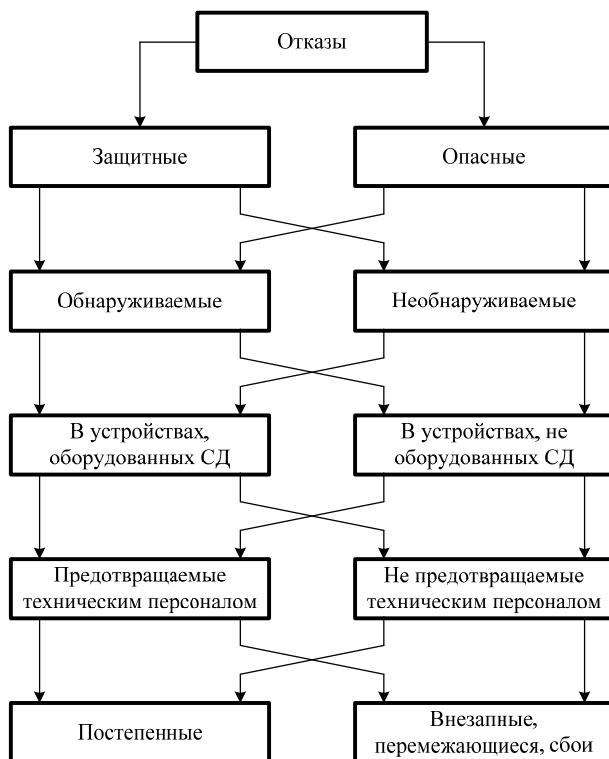 Отказы
Защитные
Опасные
Обнаруживаемые
Необнаруживаемые
В устройствах,
оборудованных СД
В устройствах, не
оборудованных СД
Предотвращаемые
техническим персоналом
Не предотвращаемые
техническим персоналом
Постепенные
Внезапные,
перемежающиеся, сбои